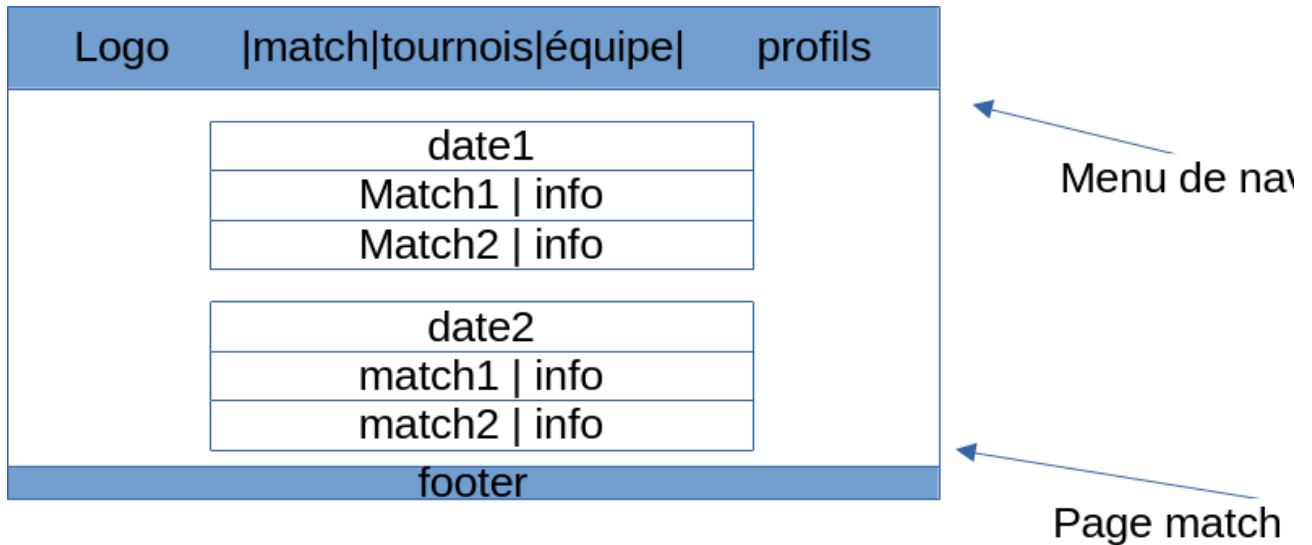 Logo |match|tournois|équipe| profils
date1
Match1 | info
Match2 | info
date2
match1 | info
match2 | info
footer
Menu de
Page match